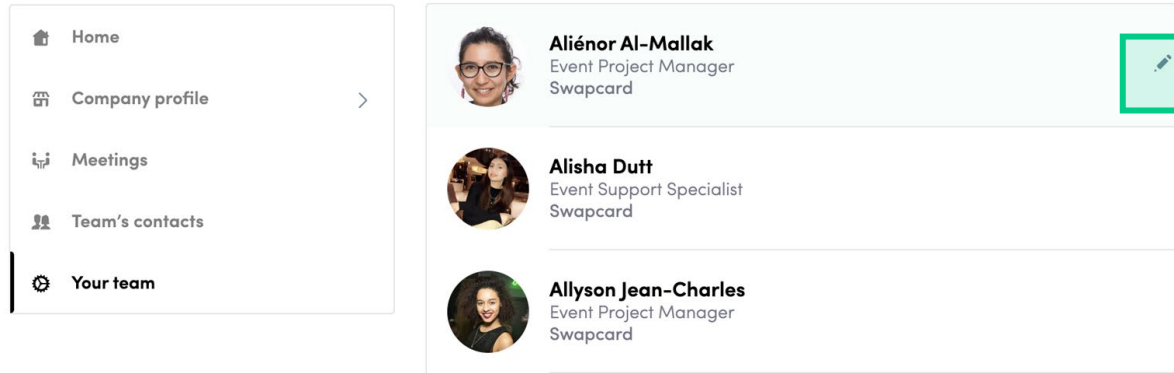 Home
Company profile
Meetings
Team's contacts
Your team
Aliénor Al-Mallak
Event Project Manager
Swapcard
Alisha Dutt
Event Support Specialist
Swapcard
Allyson Jean-Charles
Event Project Manager
Swapcard